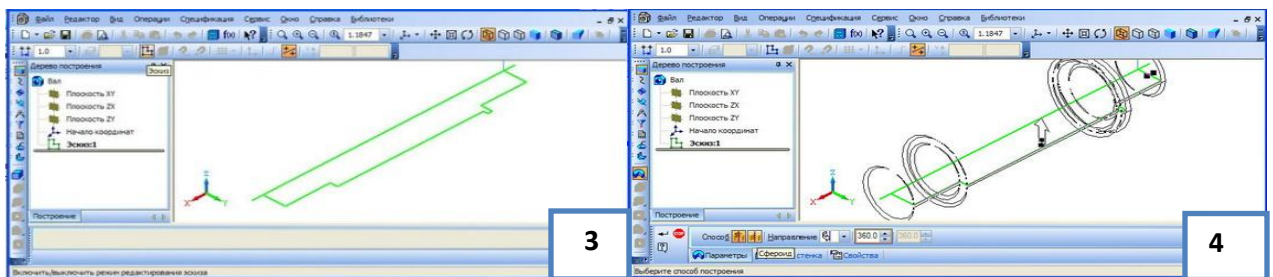 Файл Редактор Вид Операции Спецификация Сервис Окно Справка Библиотеки
1.1847
1.0
Дерево построения
Эскиз
Вал
Плоскость XY
Плоскость ZX
Плоскость ZY
Начало координат
Эскиз:1
Z
X Y
Построение
Включить/выключить режим редактирования эскиза
3
Файл Редактор Вид Операции Спецификация Сервис Окно Справка Библиотеки
1.1847
1.0
Дерево построения
Вал
Плоскость XY
Плоскость ZX
Плоскость ZY
Начало координат
Эскиз:1
Z
X Y
Построение
Способ Направление 360.0 360.0
Параметры Сфероид стенка Свойства
Выберите способ построения
4